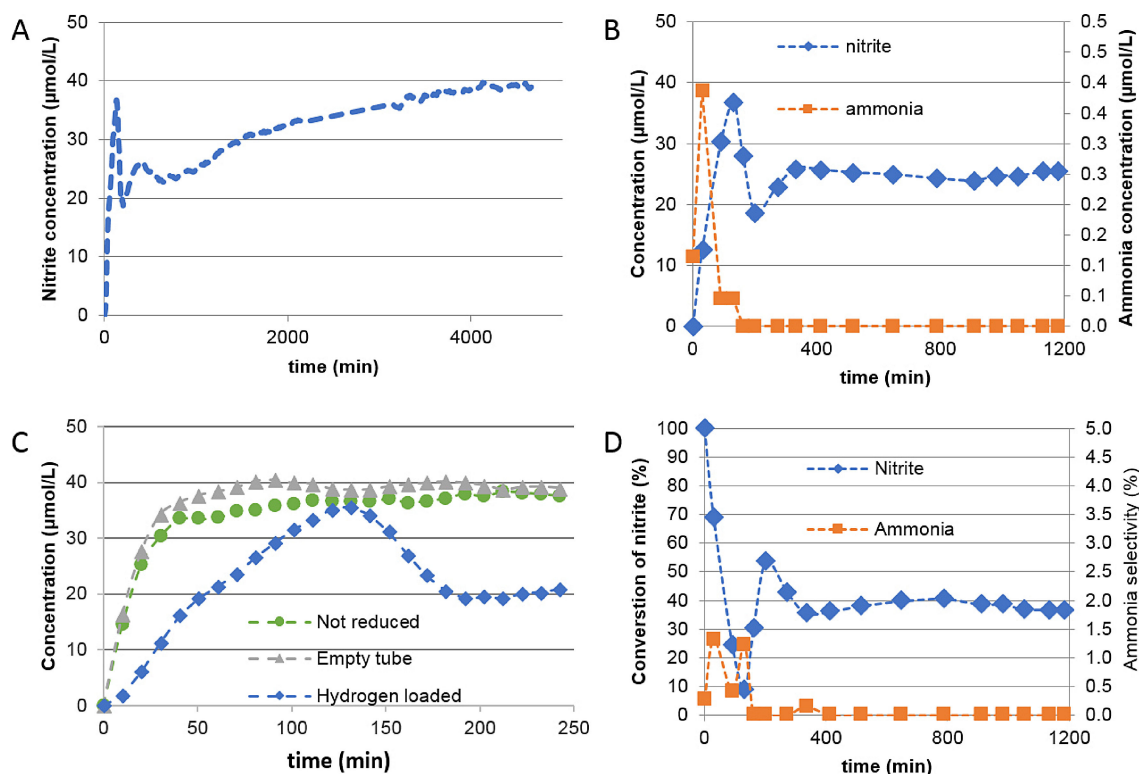 A
Nitrite concentration (µmol/L)
50
40
30
20
10
0
0 2000 4000
time (min)
B
Concentration (µmol/L)
50
40
30
20
10
0
nitrite
ammonia
0.5
0.5
0.4
0.4
0.3
0.3
0.2
0.2
0.1
0.1
0.0
Ammonia concentration (µmol/L)
0 400 800 1200
time (min)
C
Concentration (µmol/L)
50
40
30
20
10
0
Not reduced
Empty tube
Hydrogen loaded
0 50 100 150 200 250
time (min)
D
Converstion of nitrite (%)
100
90
80
70
60
50
40
30
20
10
0
Nitrite
Ammonia
5.0
4.5
4.0
3.5
3.0
2.5
2.0
1.5
1.0
0.5
0.0
Ammonia selectivity (%)
0 400 800 1200
time (min)